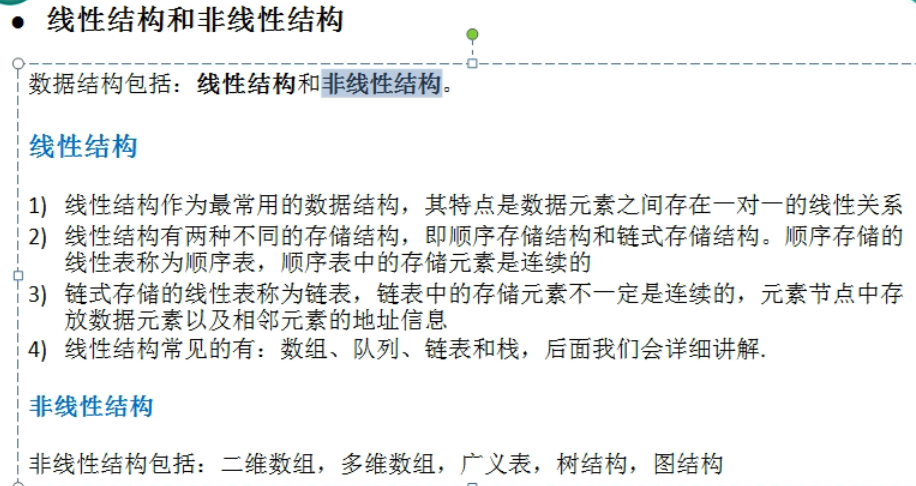 ● 线性结构和非线性结构
数据结构包括：线性结构和非线性结构。
线性结构
1) 线性结构作为最常用的数据结构，其特点是数据元素之间存在一对一的线性关系
2) 线性结构有两种不同的存储结构，即顺序存储结构和链式存储结构。顺序存储的
线性表称为顺序表，顺序表中的存储元素是连续的
3) 链式存储的线性表称为链表，链表中的存储元素不一定是连续的，元素节点中存
放数据元素以及相邻元素的地址信息
4) 线性结构常见的有：数组、队列、链表和栈，后面我们会详细讲解.
非线性结构
非线性结构包括：二维数组，多维数组，广义表，树结构，图结构